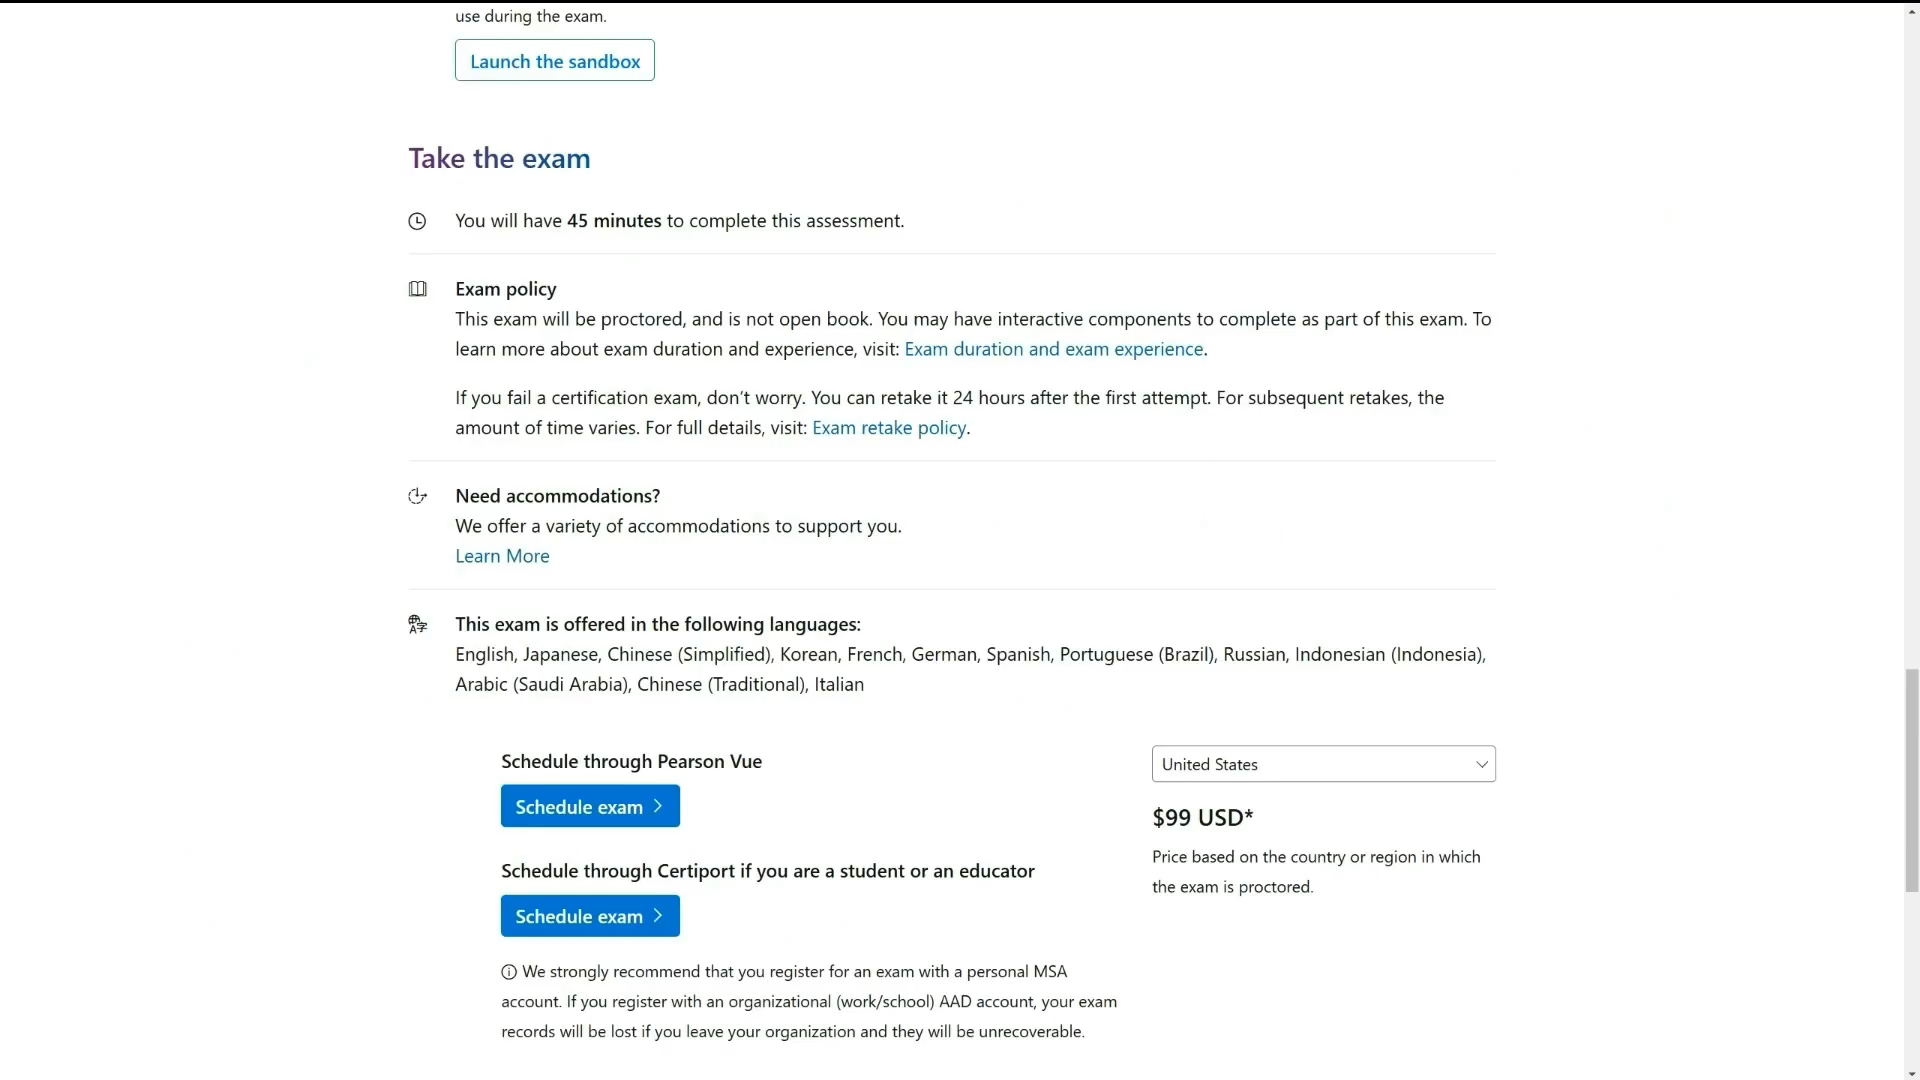 use during the exam.
Launch the sandbox
Take the exam
You will have 45 minutes to complete this assessment.
Exam policy
This exam will be proctored, and is not open book. You may have interactive components to complete as part of this exam. To
learn more about exam duration and experience, visit: Exam duration and exam experience.
If you fail a certification exam, don’t worry. You can retake it 24 hours after the first attempt. For subsequent retakes, the
amount of time varies. For full details, visit: Exam retake policy.
Need accommodations?
We offer a variety of accommodations to support you.
Learn More
This exam is offered in the following languages:
English, Japanese, Chinese (Simplified), Korean, French, German, Spanish, Portuguese (Brazil), Russian, Indonesian (Indonesia),
Arabic (Saudi Arabia), Chinese (Traditional), Italian
Schedule through Pearson Vue
Schedule exam
Schedule through Certiport if you are a student or an educator
Schedule exam
We strongly recommend that you register for an exam with a personal MSA
account. If you register with an organizational (work/school) AAD account, your exam
records will be lost if you leave your organization and they will be unrecoverable.
United States
$99 USD*
Price based on the country or region in which
the exam is proctored.